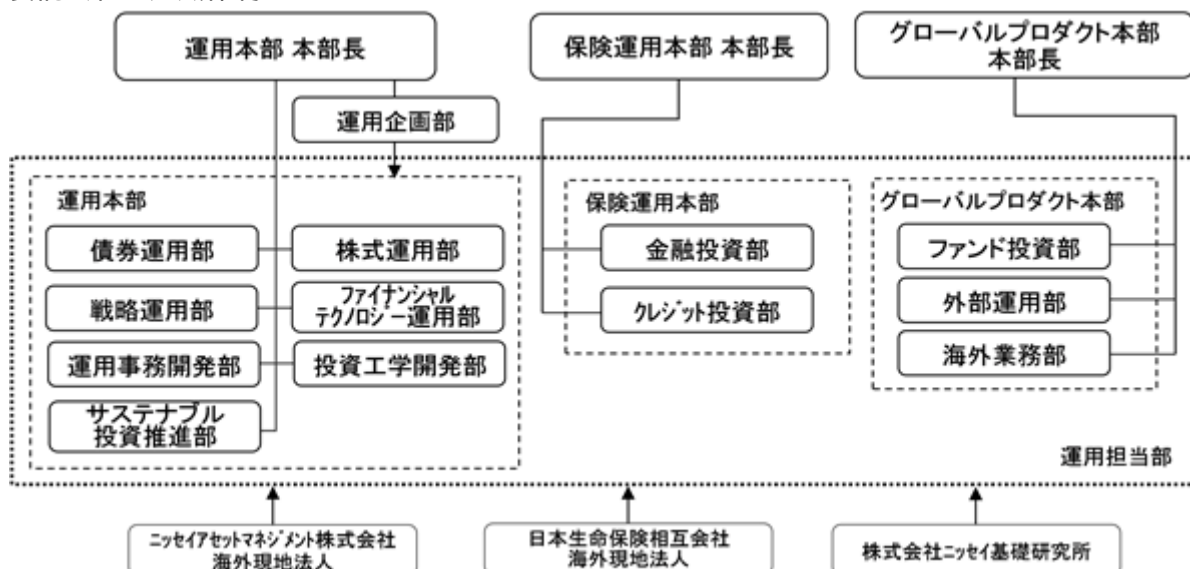 運用本部 本部長
保険運用本部 本部長
グローバルプロダクト本部
本部長
運用企画部
運用本部
債券運用部
株式運用部
戦略運用部
ファイナンシャル
テクノロジー運用部
運用事務開発部
投資工学開発部
サステナブル
投資推進部
保険運用本部
金融投資部
クレジット投資部
グローバルプロダクト本部
ファンド投資部
外部運用部
海外業務部
運用担当部
ニッセイアセットマネジメント株式会社
海外現地法人
日本生命保険相互会社
海外現地法人
株式会社ニッセイ基礎研究所